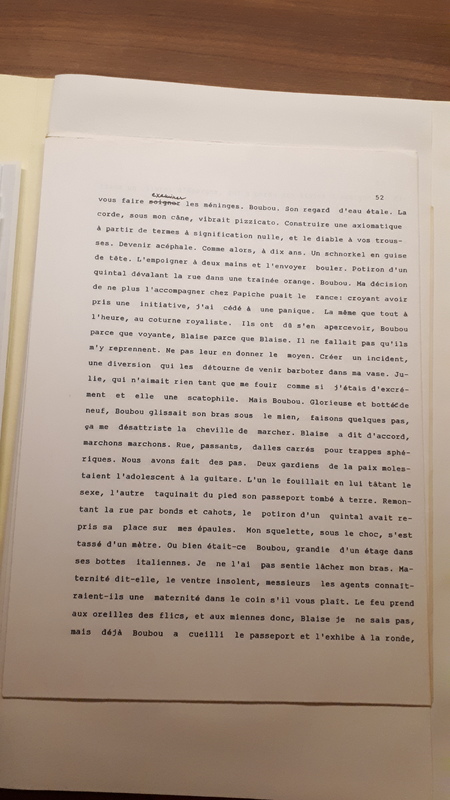 52
examiner
vous faire soigner les méninges. Boubou. Son regard d'eau étale. La
corde, sous mon câne, vibrait pizzicato. Construire une axiomatique
à partir de termes à signification nulle, et le diable à vos trous-
ses. Devenir acéphale. Comme alors, à dix ans. Un schnorkel en guise
de tête. L'empoigner à deux mains et l'envoyer bouler. Potiron d'un
quintal dévalant la rue dans une traînée orange. Boubou. Ma décision
de ne plus l'accompagner chez Papiche puait le rance: croyant avoir
pris une initiative, j'ai cédé à une panique. La même que tout à
l'heure, au coturne royaliste. Ils ont dû s'en apercevoir, Boubou
parce que voyante, Blaise parce que Blaise. Il ne fallait pas qu'ils
m'y reprennent. Ne pas leur en donner le moyen. Créer un incident,
une diversion qui les détourne de venir barboter dans ma vase. Ju-
lie, qui n'aimait rien tant que me fouir comme si j'étais d'excré-
ment et elle une scatophile. Mais Boubou. Glorieuse et bottée de
neuf, Boubou glissait son bras sous le mien, faisons quelques pas,
ça me désattriste la cheville de marcher. Blaise a dit d'accord,
marchons marchons. Rue, passants, dalles carrés pour trappes sphé-
riques. Nous avons fait des pas. Deux gardiens de la paix moles-
taient l'adolescent à la guitare. L'un le fouillait en lui tâtant le
sexe, l'autre taquinait du pied son passeport tombé à terre. Remon-
tant la rue par bonds et cahots, le potiron d'un quintal avait re-
pris sa place sur mes épaules. Mon squelette, sous le choc, s'est
tassé d'un mètre. Ou bien était-ce Boubou, grandie d'un étage dans
ses bottes italiennes. Je ne l'ai pas sentie lâcher mon bras. Ma-
ternité dit-elle, le ventre insolent, messieurs les agents connaît-
raient-ils une maternité dans le coin s'il vous plaît. Le feu prend
aux oreilles des flics, et aux miennes donc, Blaise je ne sais pas,
mais déjà Boubou a cueilli le passeport et l'exhibe à la ronde,